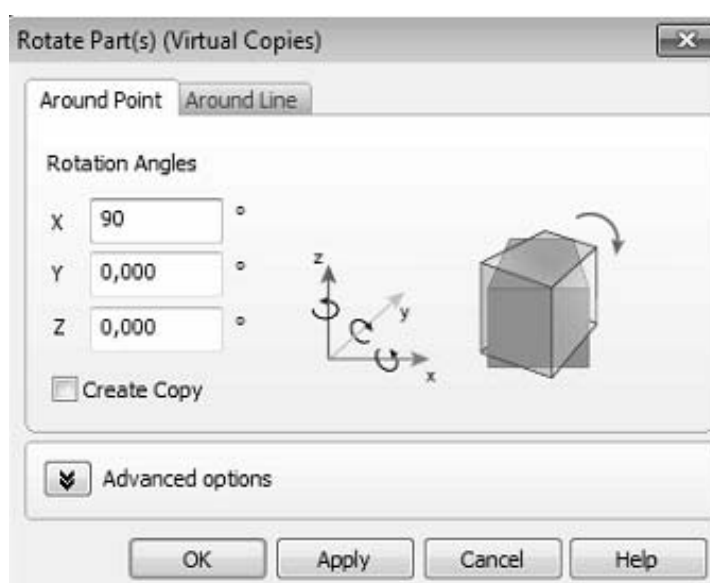 Rotate Part(s) (Virtual Copies)
Around Point Around Line
Rotation Angles
X 90 °
Y 0,000 °
Z 0,000 °
z
y
x
Create Copy
Advanced options
OK Apply Cancel Help